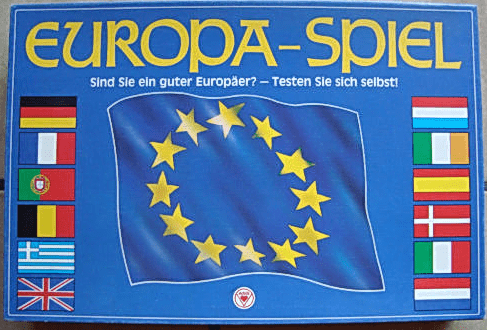 EUROPA-SPIEL
Sind Sie ein guter Europäer? – Testen Sie sich selbst!